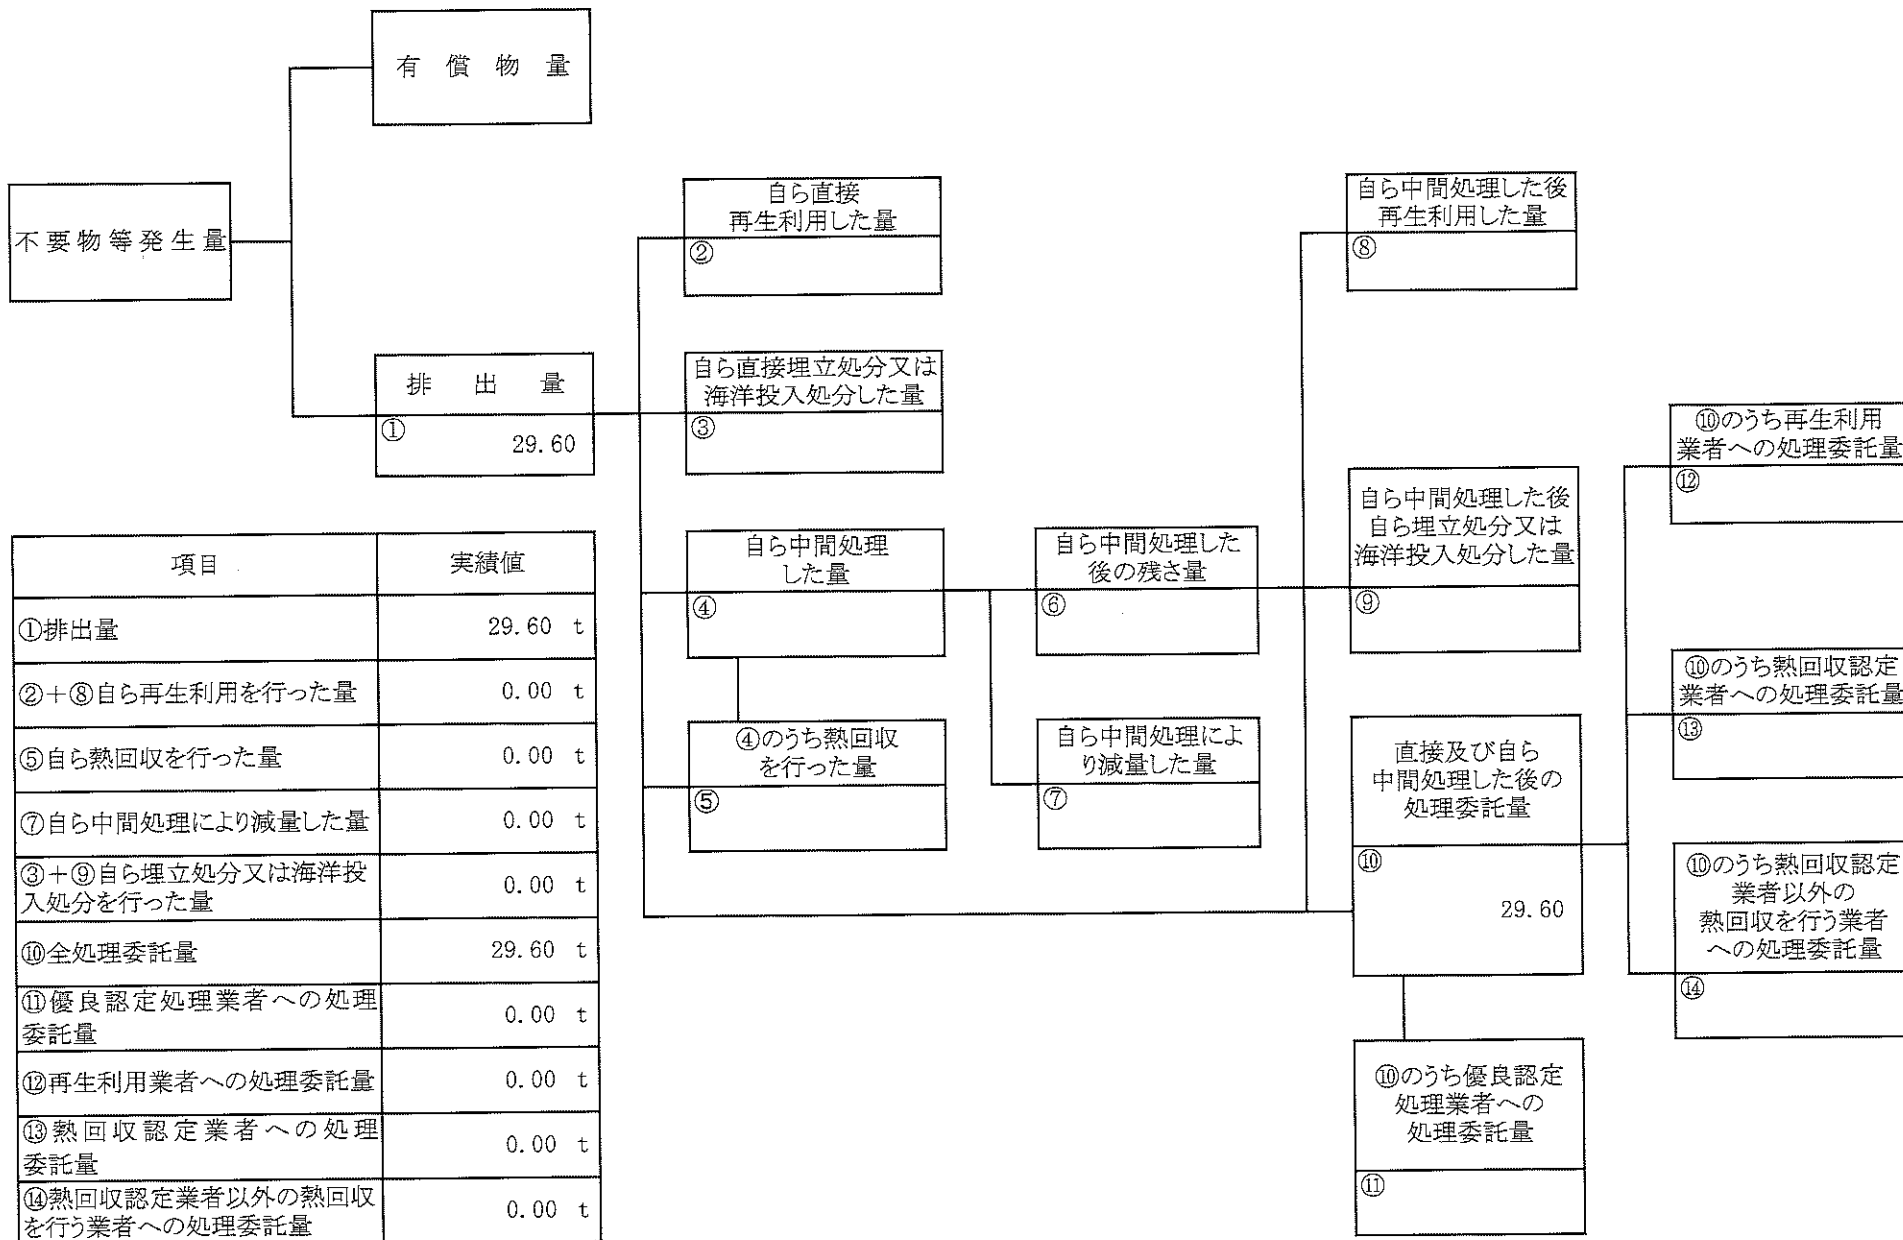 有償物量
不要物等発生量
排出量
① 29.60
自ら直接
再生利用した量
②
自ら直接埋立処分又は
海洋投入処分した量
③
自ら中間処理
した量
④
④のうち熱回収
を行った量
⑤
自ら中間処理した
後の残さ量
⑥
自ら中間処理によ
り減量した量
⑦
自ら中間処理した後
再生利用した量
⑧
自ら中間処理した後
自ら埋立処分又は
海洋投入処分した量
⑨
直接及び自ら
中間処理した後の
処理委託量
⑩
29.60
⑩のうち優良認定
処理業者への
処理委託量
⑪
⑩のうち再生利用
業者への処理委託量
⑫
⑩のうち熱回収認定
業者への処理委託量
⑬
⑩のうち熱回収認定
業者以外の
熱回収を行う業者
への処理委託量
⑭
項目 実績値
①排出量 29.60 t
②+⑧自ら再生利用を行った量 0.00 t
⑤自ら熱回収を行った量 0.00 t
⑦自ら中間処理により減量した量 0.00 t
③+⑨自ら埋立処分又は海洋投
入処分を行った量 0.00 t
⑩全処理委託量 29.60 t
⑪優良認定処理業者への処理
委託量 0.00 t
⑫再生利用業者への処理委託量 0.00 t
⑬熱回収認定業者への処理
委託量 0.00 t
⑭熱回収認定業者以外の熱回収
を行う業者への処理委託量 0.00 t